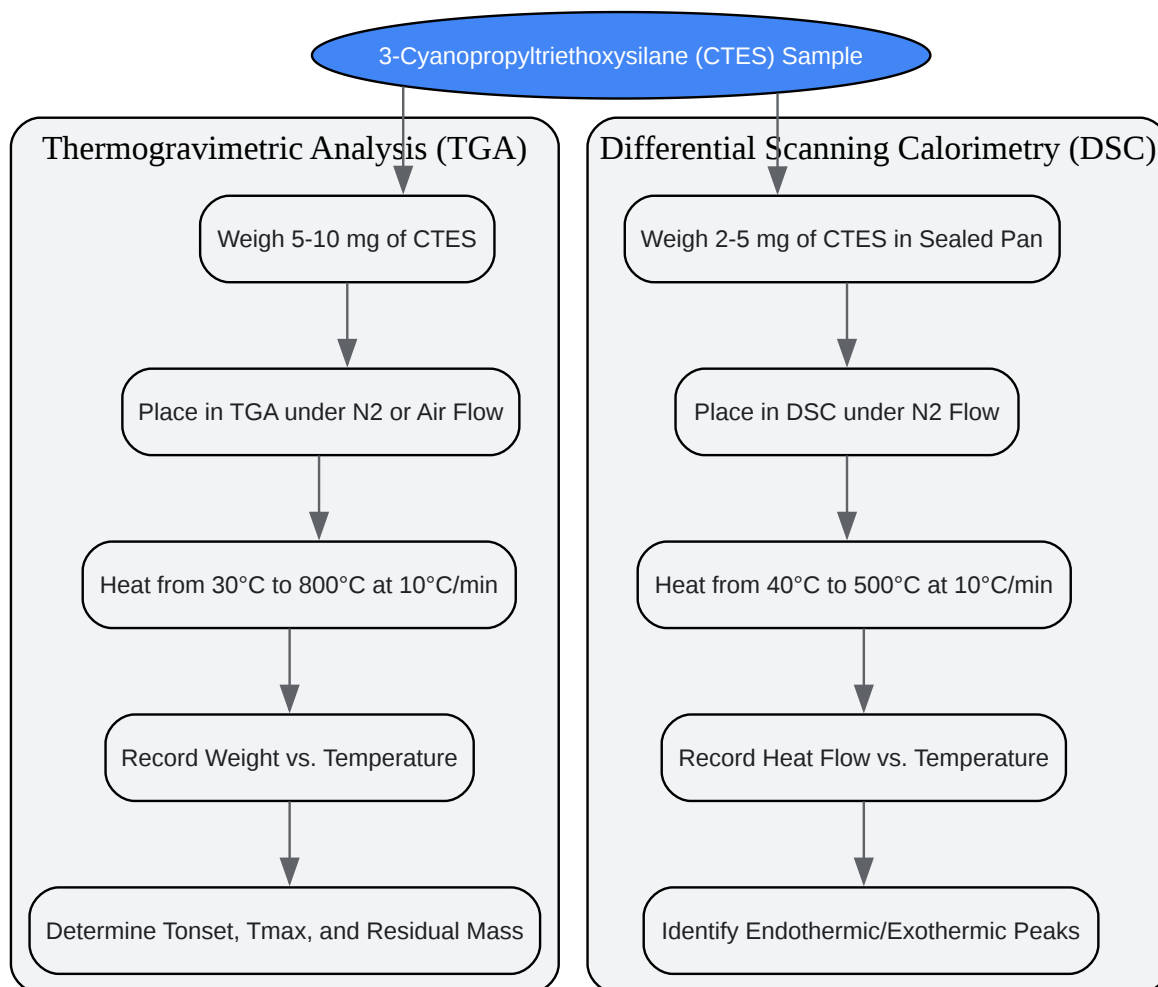 3-Cyanopropyltriethoxysilane (CTES) Sample
Thermogravimetric Analysis (TGA)
Weigh 5-10 mg of CTES
Place in TGA under N2 or Air Flow
Heat from 30°C to 800°C at 10°C/min
Record Weight vs. Temperature
Determine Tonset, Tmax, and Residual Mass
Differential Scanning Calorimetry (DSC)
Weigh 2-5 mg of CTES in Sealed Pan
Place in DSC under N2 Flow
Heat from 40°C to 500°C at 10°C/min
Record Heat Flow vs. Temperature
Identify Endothermic/Exothermic Peaks